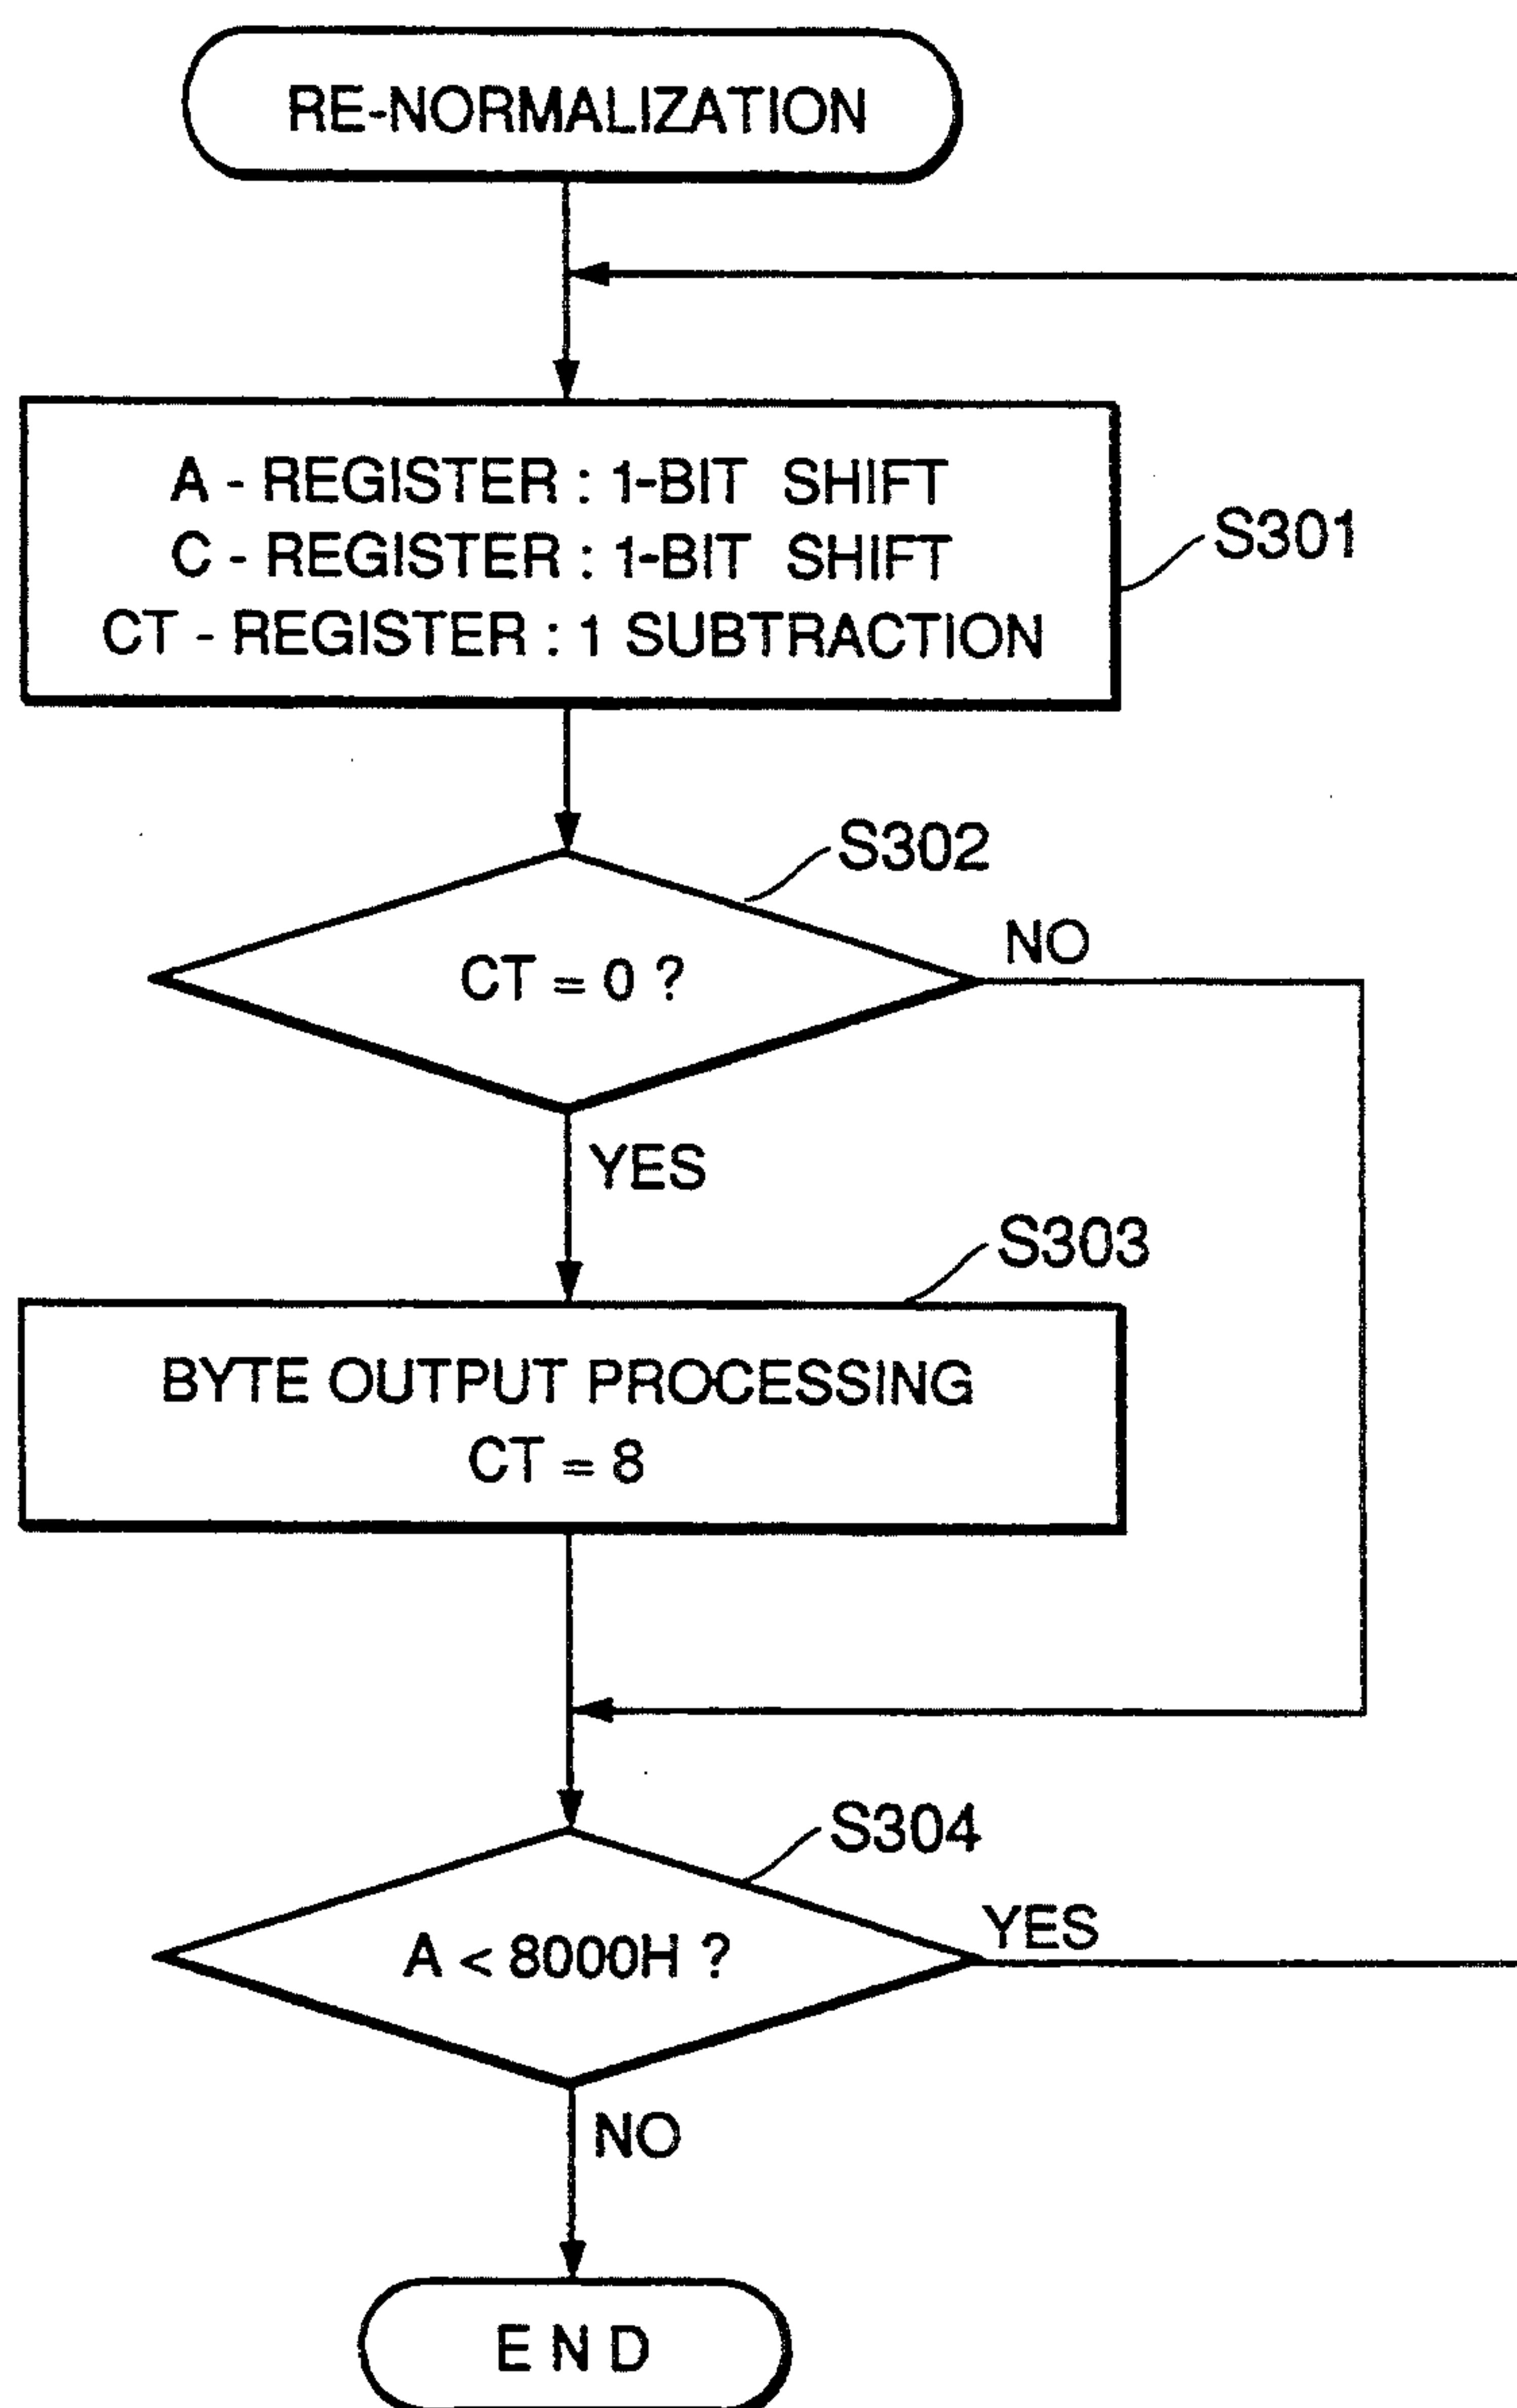 RE-NORMALIZATION
A - REGISTER : 1-BIT SHIFT
C - REGISTER : 1-BIT SHIFT
CT - REGISTER : 1 SUBTRACTION
S301
S302
CT = 0 ?
NO
YES
S303
BYTE OUTPUT PROCESSING
CT = 8
S304
A < 8000H ?
YES
NO
END